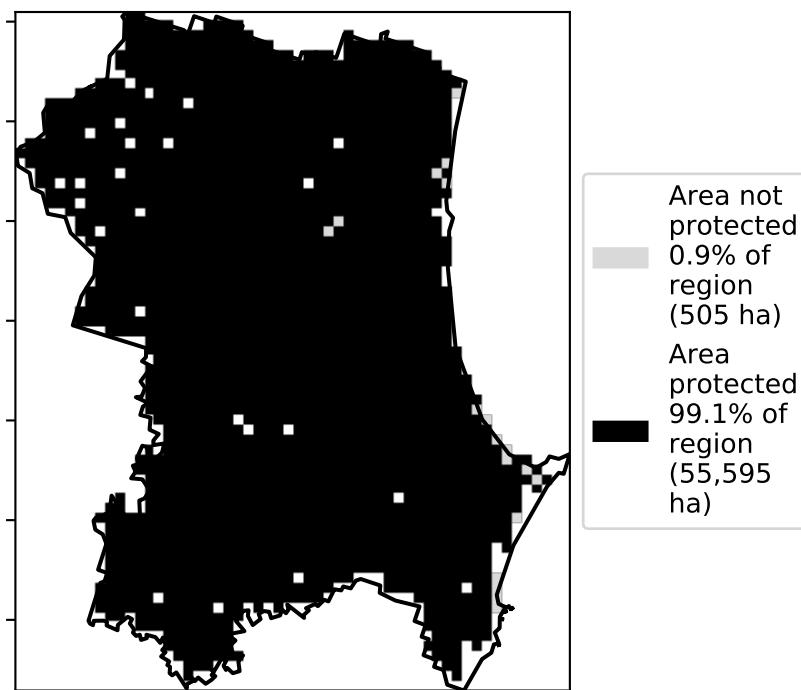 Area not
protected
0.9% of
region
(505 ha)
Area
protected
99.1% of
region
(55,595
ha)